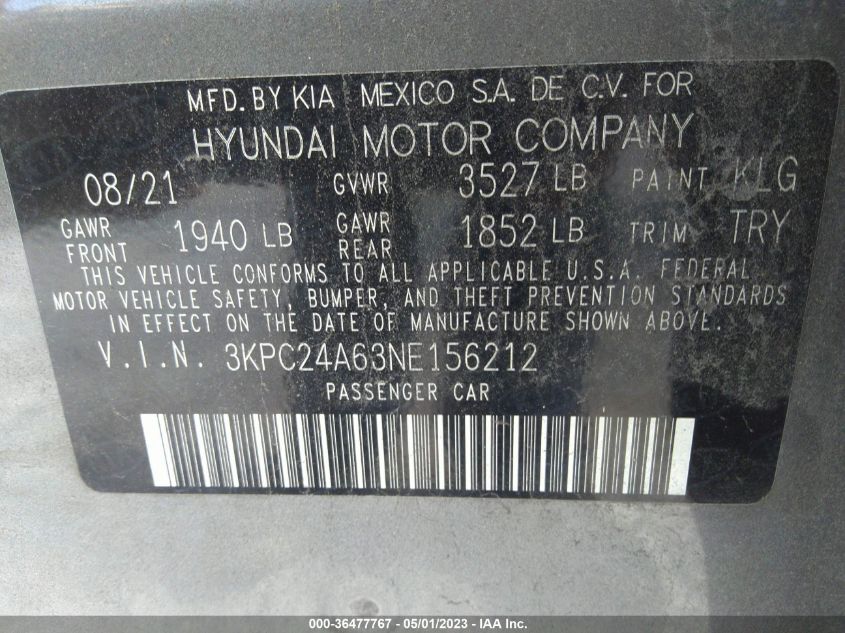 MFD. BY KIA MEXICO S.A. DE C.V. FOR
HYUNDAI MOTOR COMPANY
08/21 GVWR 3527 LB PAINT KLG
GAWR FRONT 1940 LB GAWR REAR 1852 LB TRIM TRY
THIS VEHICLE CONFORMS TO ALL APPLICABLE U.S.A. FEDERAL
MOTOR VEHICLE SAFETY, BUMPER, AND THEFT PREVENTION STANDARDS
IN EFFECT ON THE DATE OF MANUFACTURE SHOWN ABOVE.
V.I.N. 3KPC24A63NE156212
PASSENGER CAR
000-36477767 - 05/01/2023 - IAA Inc.